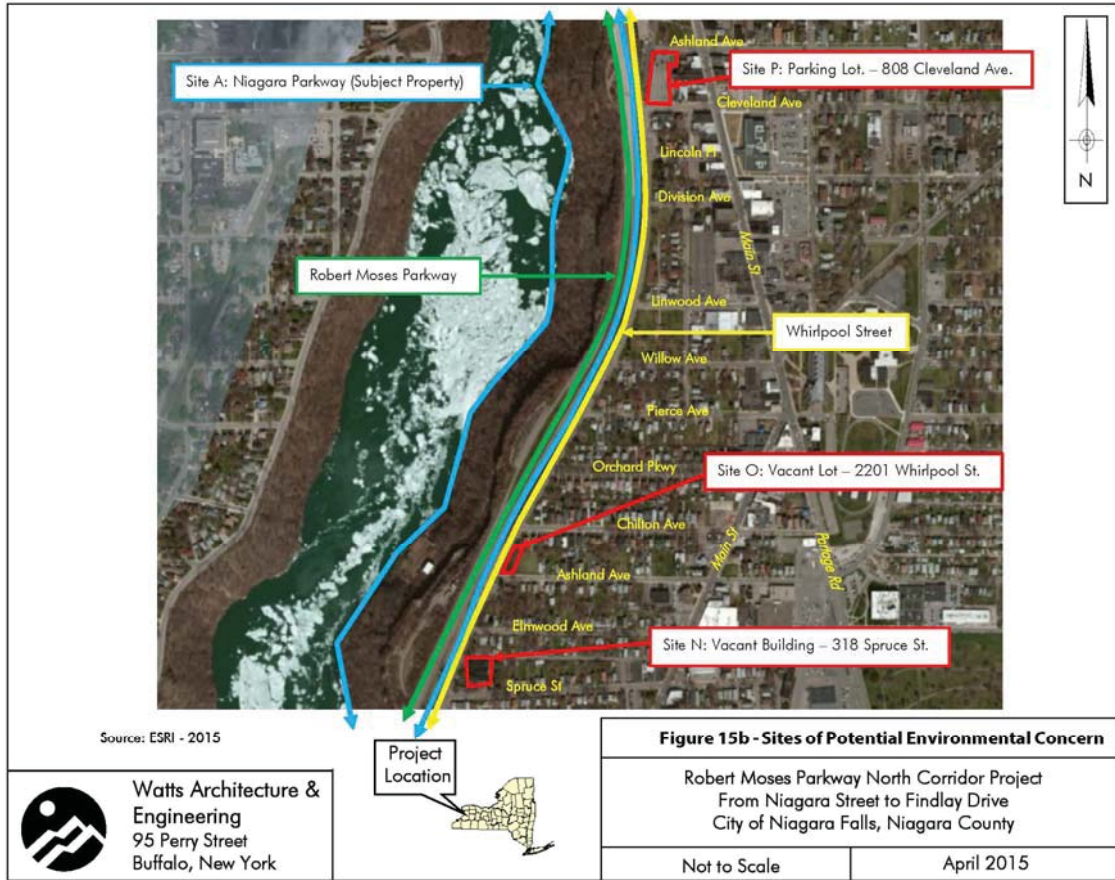 Ashland Ave
Site A: Niagara Parkway (Subject Property)
Site P: Parking Lot. – 808 Cleveland Ave.
Cleveland Ave
Lincoln Pl
N
Division Ave
Main St
Robert Moses Parkway
Linwood Ave
Whirlpool Street
Willow Ave
Pierce Ave
Orchard Pkwy
Site O: Vacant Lot – 2201 Whirlpool St.
Chilton Ave
Main St
Portage Rd
Ashland Ave
Elmwood Ave
Site N: Vacant Building – 318 Spruce St.
Spruce St
Source: ESRI - 2015
Project
Location
Figure 15b - Sites of Potential Environmental Concern
Watts Architecture &
Engineering
95 Perry Street
Buffalo, New York
Robert Moses Parkway North Corridor Project
From Niagara Street to Findlay Drive
City of Niagara Falls, Niagara County
Not to Scale
April 2015